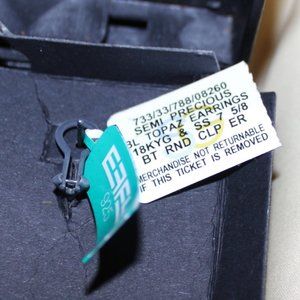 733/33/788/08260
SEMI PRECIOUS
BL TOPAZ EARRINGS
18KYG & SS 7 5/8
BT RND CLP ER
MERCHANDISE NOT RETURNABLE
IF THIS TICKET IS REMOVED